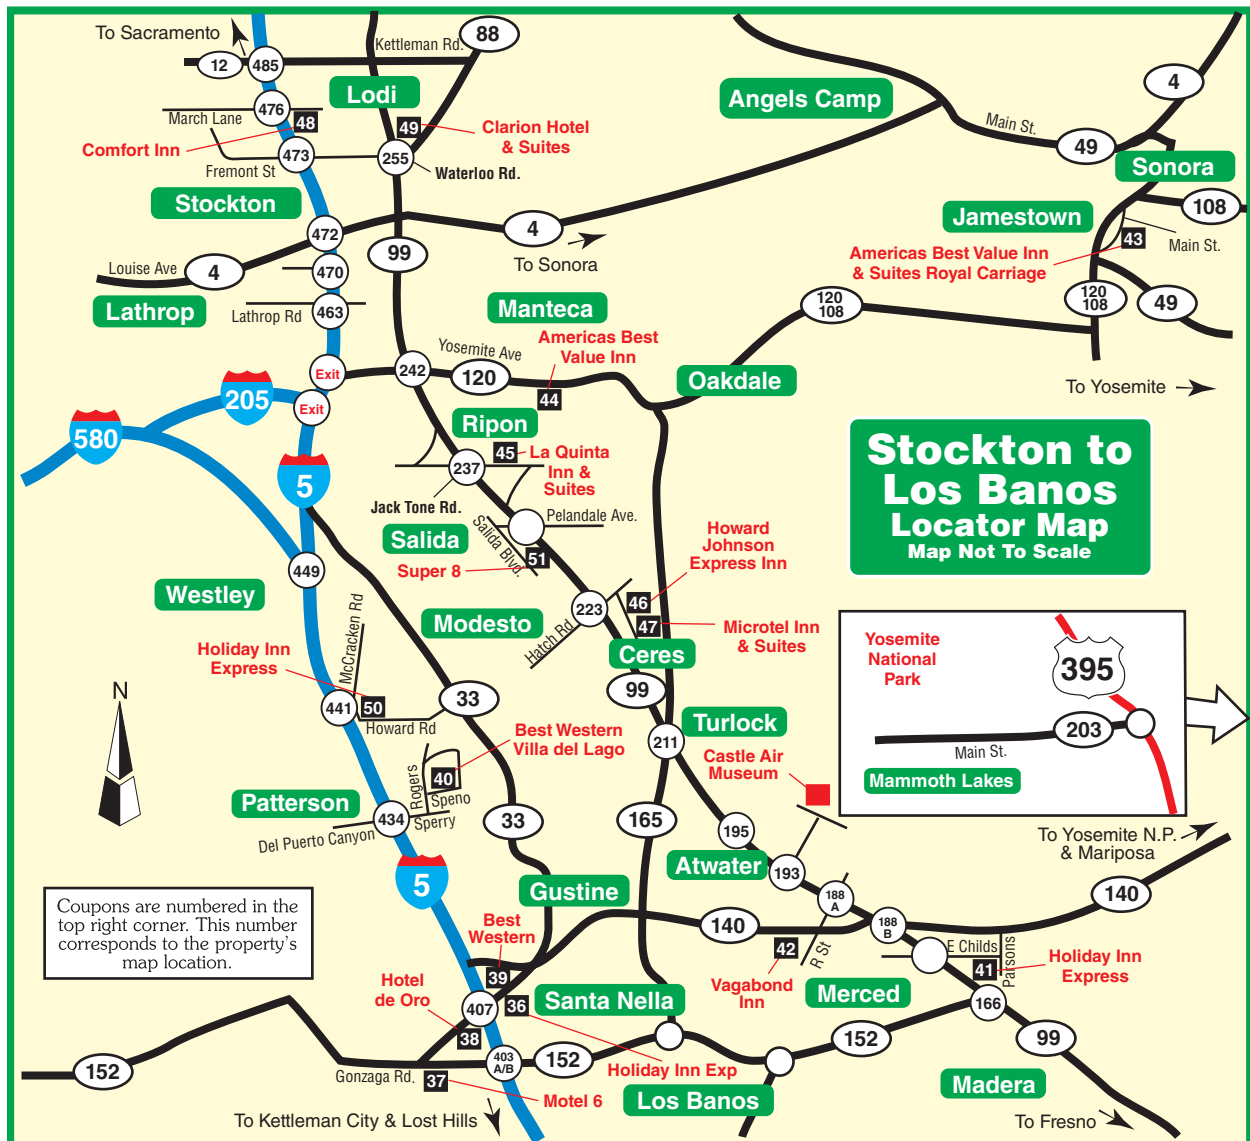 To Sacramento
12
485
Kettleman Rd.
88
Lodi
476
March Lane
48
Comfort Inn
49
Clarion Hotel
& Suites
473
Fremont St
255
Waterloo Rd.
Stockton
472
4
To Sonora
99
Louise Ave
4
470
Lathrop
Lathrop Rd
463
Angels Camp
Main St.
49
4
Sonora
108
Jamestown
Main St.
43
Americas Best Value Inn
& Suites Royal Carriage
120
108
49
120
108
To Yosemite
Manteca
Americas Best
Value Inn
Yosemite Ave
Exit
242
120
44
Oakdale
205
Exit
580
5
Ripon
45
La Quinta
Inn &
Suites
237
Jack Tone Rd.
Salida
Salida Blvd.
Pelandale Ave.
51
Super 8
Stockton to
Los Banos
Locator Map
Map Not To Scale
Howard
Johnson
Express Inn
449
Westley
Modesto
223
Hatch Rd
46
47
Microtel Inn
& Suites
Ceres
McCracken Rd
Holiday Inn
Express
50
441
Howard Rd
33
99
Turlock
211
Yosemite
National
Park
395
203
Main St.
Mammoth Lakes
N
Best Western
Villa del Lago
40
Rogers
Speno
Patterson
434
Sperry
Del Puerto Canyon
33
165
Castle Air
Museum
195
Atwater
193
To Yosemite N.P.
& Mariposa
5
Gustine
188
A
140
140
188
B
Coupons are numbered in the
top right corner. This number
corresponds to the property's
map location.
Best
Western
39
42
R St
Vagabond
Inn
E Childs
Parsons
41
Holiday Inn
Express
Merced
Hotel
de Oro
407
36
38
Santa Nella
166
152
Gonzaga Rd.
37
403
A/B
152
Holiday Inn Exp
152
99
Motel 6
Los Banos
Madera
To Kettleman City & Lost Hills
To Fresno